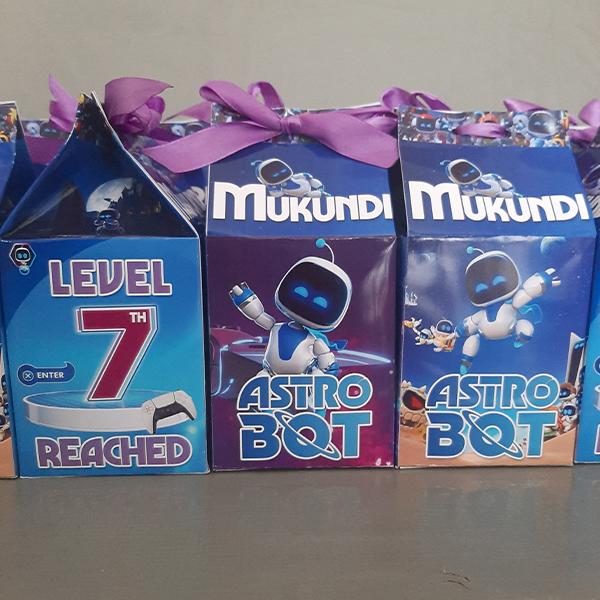 LEVEL
7TH
ENTER
REACHED
MUKUNDI
ASTRO
BOT
MUKUNDI
ASTRO
BOT